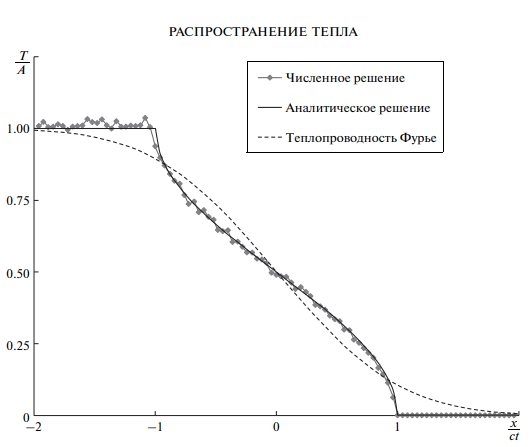 РАСПРОСТРАНЕНИЕ ТЕПЛА
T
A
Численное решение
Аналитическое решение
Теплопроводность Фурье
1.00
0.75
0.50
0.25
0
−2
−1
0
1
x
ct